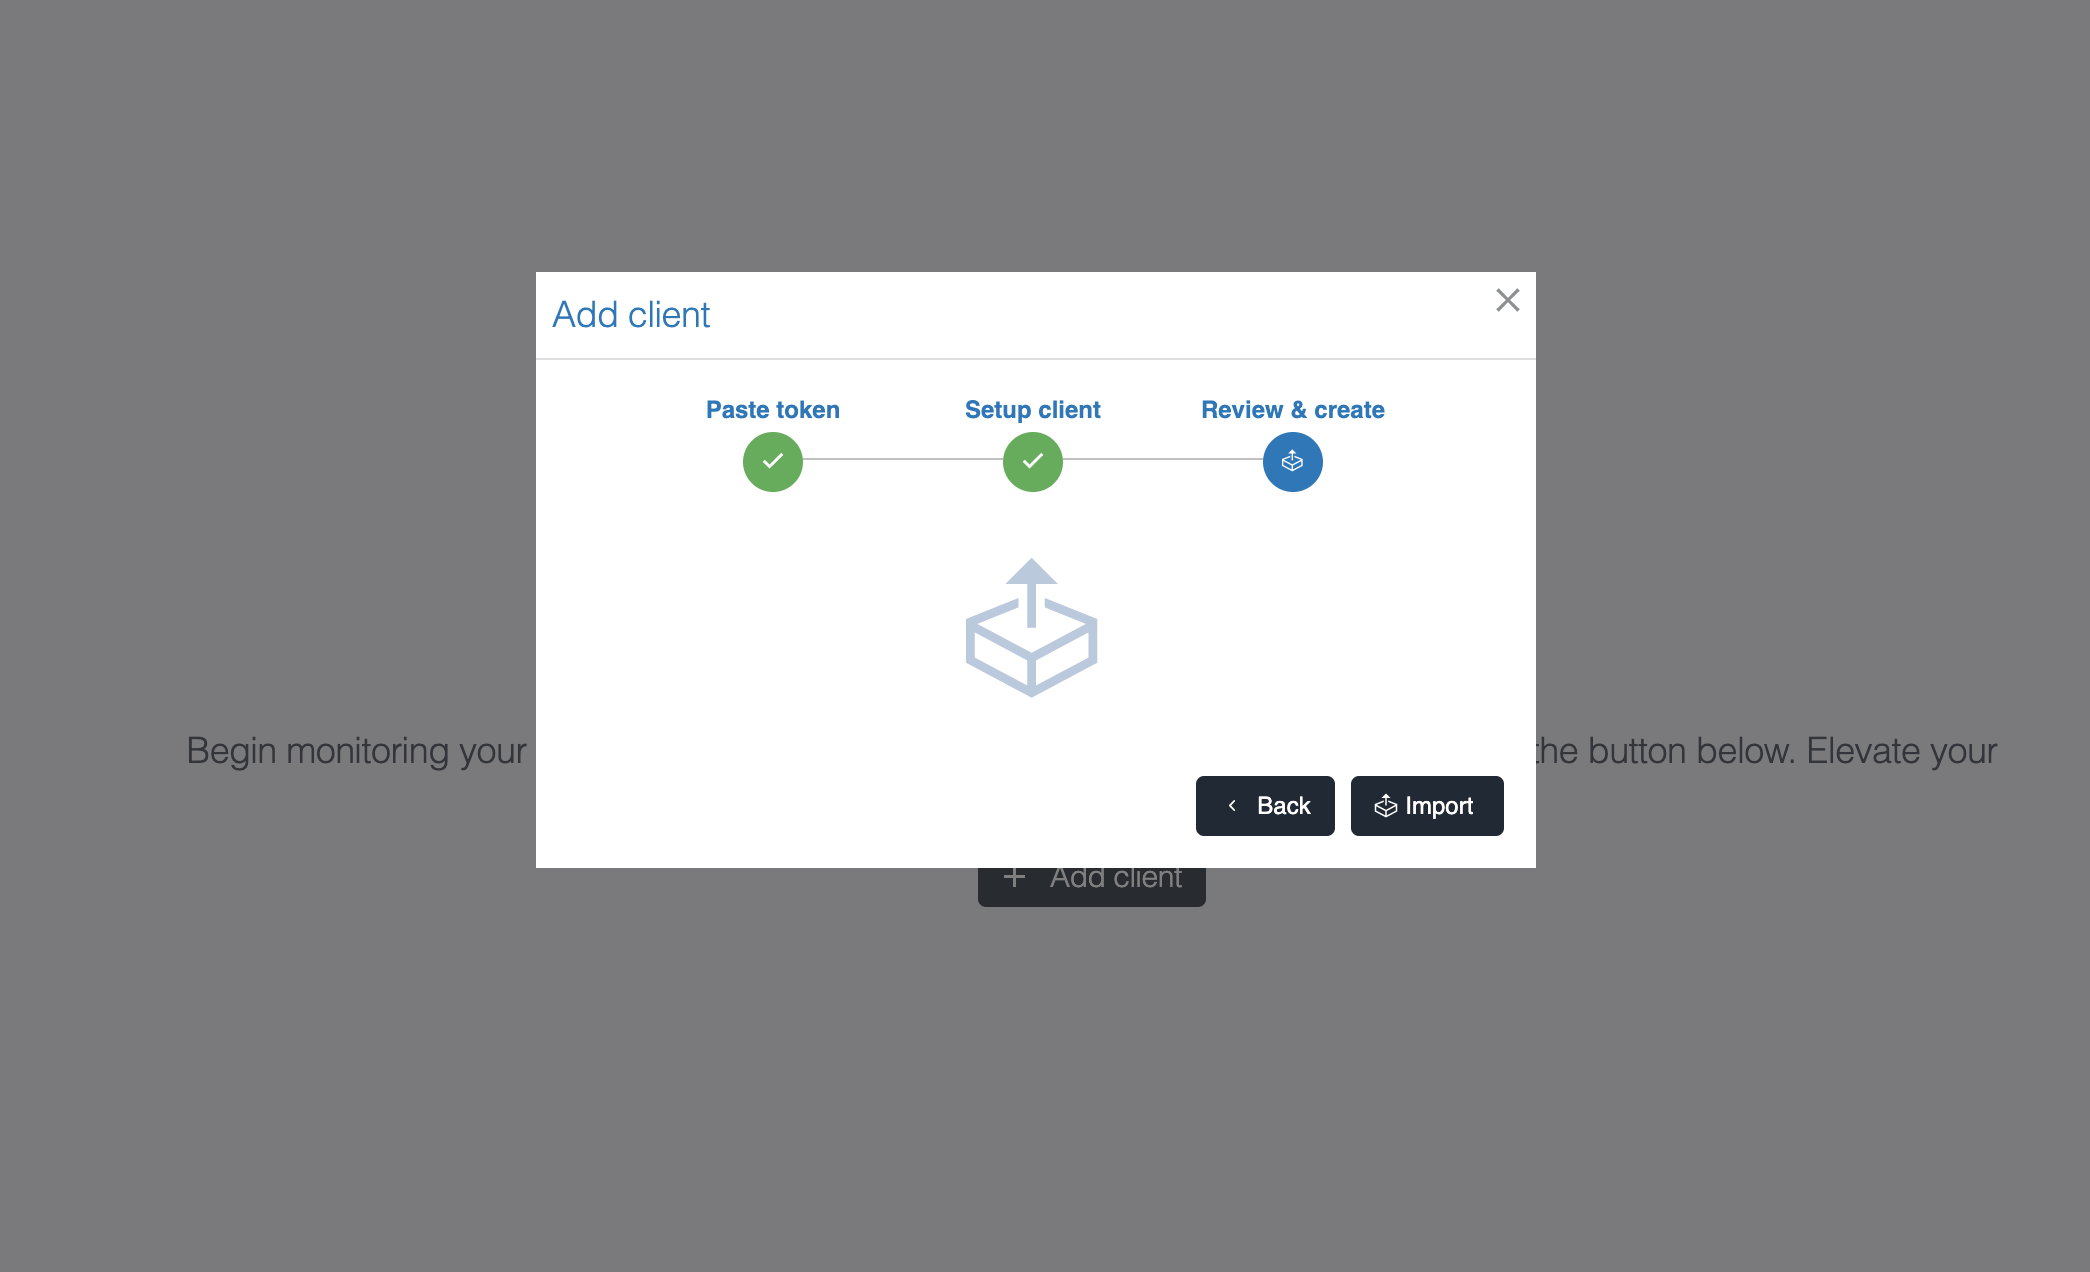 Add client
Paste token
Setup client
Review & create
Begin monitoring your
the button below. Elevate your
Back
Import
Add client